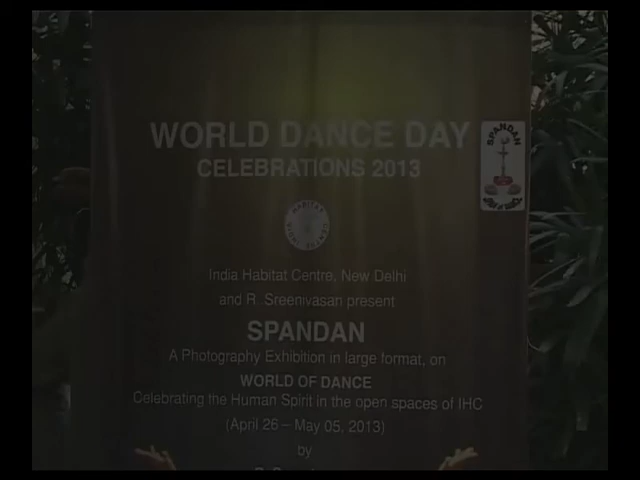 WORLD DANCE DAY
CELEBRATIONS 2013
SPANDAN
HABITAT
CENTRE
India Habitat Centre, New Delhi
and R. Sreenivasan present
SPANDAN
A Photography Exhibition in large format, on
WORLD OF DANCE
Celebrating the Human Spirit in the open spaces of IHC
(April 26 – May 05, 2013)
by